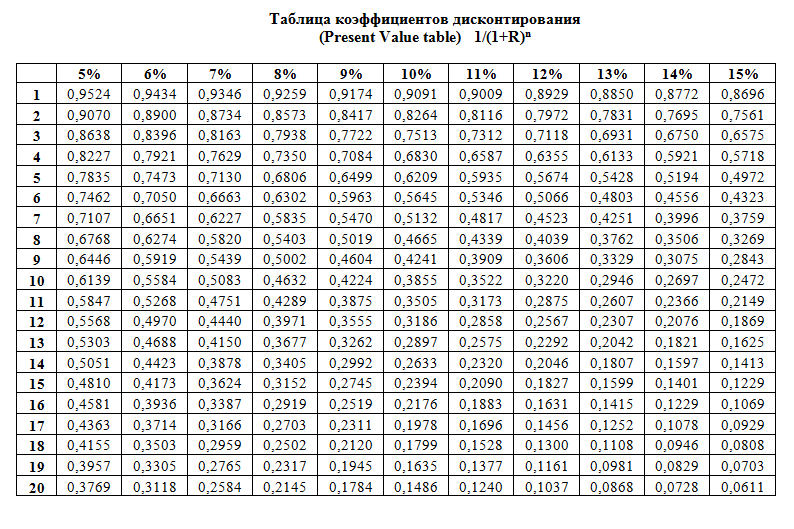 Таблица коэффициентов дисконтирования
(Present Value table) 1/(1+R)ⁿ
5% 6% 7% 8% 9% 10% 11% 12% 13% 14% 15%
1 0,9524 0,9434 0,9346 0,9259 0,9174 0,9091 0,9009 0,8929 0,8850 0,8772 0,8696
2 0,9070 0,8900 0,8734 0,8573 0,8417 0,8264 0,8116 0,7972 0,7831 0,7695 0,7561
3 0,8638 0,8396 0,8163 0,7938 0,7722 0,7513 0,7312 0,7118 0,6931 0,6750 0,6575
4 0,8227 0,7921 0,7629 0,7350 0,7084 0,6830 0,6587 0,6355 0,6133 0,5921 0,5718
5 0,7835 0,7473 0,7130 0,6806 0,6499 0,6209 0,5935 0,5674 0,5428 0,5194 0,4972
6 0,7462 0,7050 0,6663 0,6302 0,5963 0,5645 0,5346 0,5066 0,4803 0,4556 0,4323
7 0,7107 0,6651 0,6227 0,5835 0,5470 0,5132 0,4817 0,4523 0,4251 0,3996 0,3759
8 0,6768 0,6274 0,5820 0,5403 0,5019 0,4665 0,4339 0,4039 0,3762 0,3506 0,3269
9 0,6446 0,5919 0,5439 0,5002 0,4604 0,4241 0,3909 0,3606 0,3329 0,3075 0,2843
10 0,6139 0,5584 0,5083 0,4632 0,4224 0,3855 0,3522 0,3220 0,2946 0,2697 0,2472
11 0,5847 0,5268 0,4751 0,4289 0,3875 0,3505 0,3173 0,2875 0,2607 0,2366 0,2149
12 0,5568 0,4970 0,4440 0,3971 0,3555 0,3186 0,2858 0,2567 0,2307 0,2076 0,1869
13 0,5303 0,4688 0,4150 0,3677 0,3262 0,2897 0,2575 0,2292 0,2042 0,1821 0,1625
14 0,5051 0,4423 0,3878 0,3405 0,2992 0,2633 0,2320 0,2046 0,1807 0,1597 0,1413
15 0,4810 0,4173 0,3624 0,3152 0,2745 0,2394 0,2090 0,1827 0,1599 0,1401 0,1229
16 0,4581 0,3936 0,3387 0,2919 0,2519 0,2176 0,1883 0,1631 0,1415 0,1229 0,1069
17 0,4363 0,3714 0,3166 0,2703 0,2311 0,1978 0,1696 0,1456 0,1252 0,1078 0,0929
18 0,4155 0,3503 0,2959 0,2502 0,2120 0,1799 0,1528 0,1300 0,1108 0,0946 0,0808
19 0,3957 0,3305 0,2765 0,2317 0,1945 0,1635 0,1377 0,1161 0,0981 0,0829 0,0703
20 0,3769 0,3118 0,2584 0,2145 0,1784 0,1486 0,1240 0,1037 0,0868 0,0728 0,0611